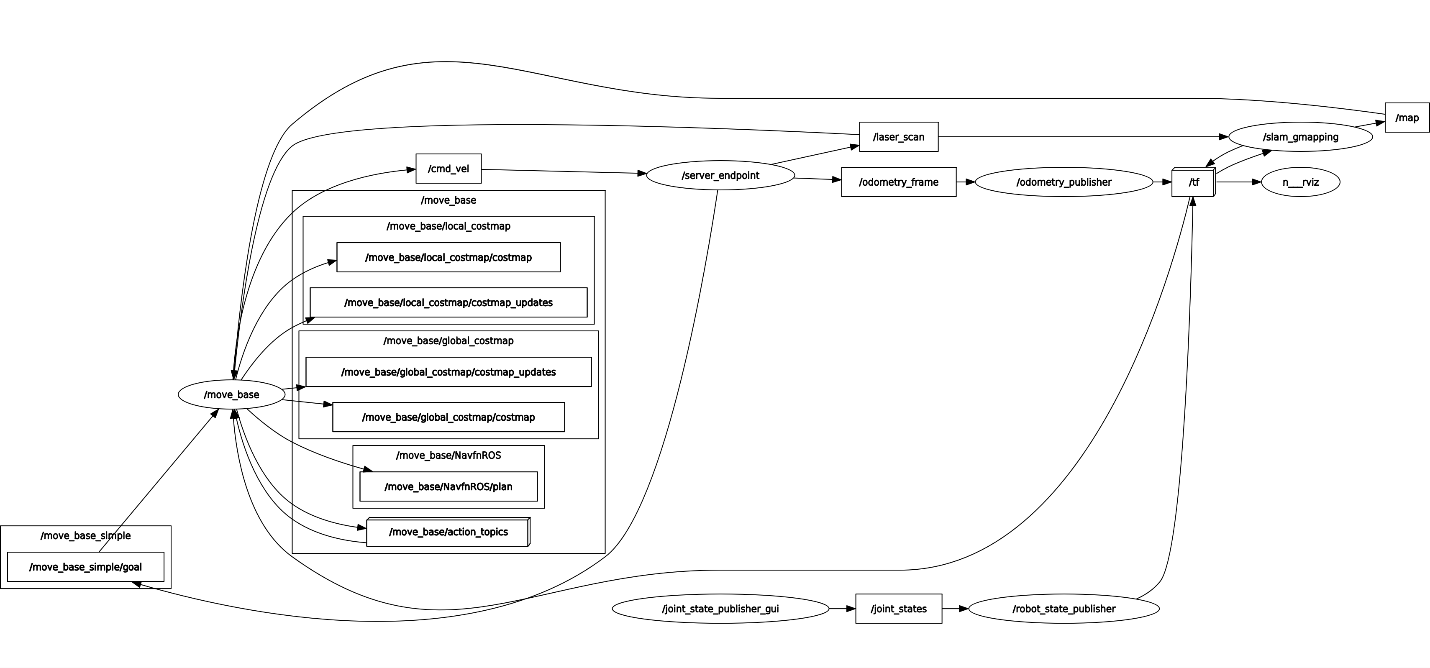 /map
/laser_scan
/slam_gmapping
/cmd_vel
/server_endpoint
/odometry_frame
/odometry_publisher
/tf
n___rviz
/move_base
/move_base/local_costmap
/move_base/local_costmap/costmap
/move_base/local_costmap/costmap_updates
/move_base/global_costmap
/move_base/global_costmap/costmap_updates
/move_base
/move_base/global_costmap/costmap
/move_base/NavfnROS
/move_base/NavfnROS/plan
/move_base/action_topics
/move_base_simple
/move_base_simple/goal
/joint_state_publisher_gui
/joint_states
/robot_state_publisher